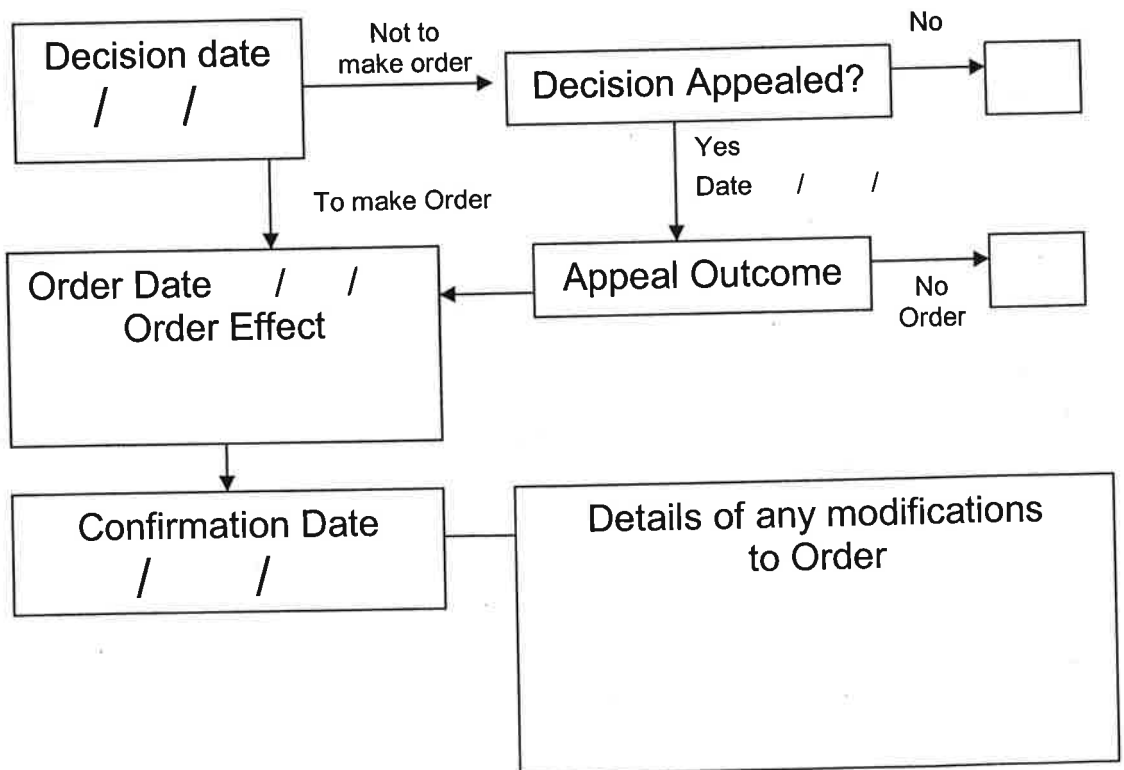 Decision date
/ /
Not to
make order
Decision Appealed?
No
Yes
Date / /
To make Order
Order Date / /
Order Effect
Appeal Outcome
No
Order
Confirmation Date
/ /
Details of any modifications
to Order